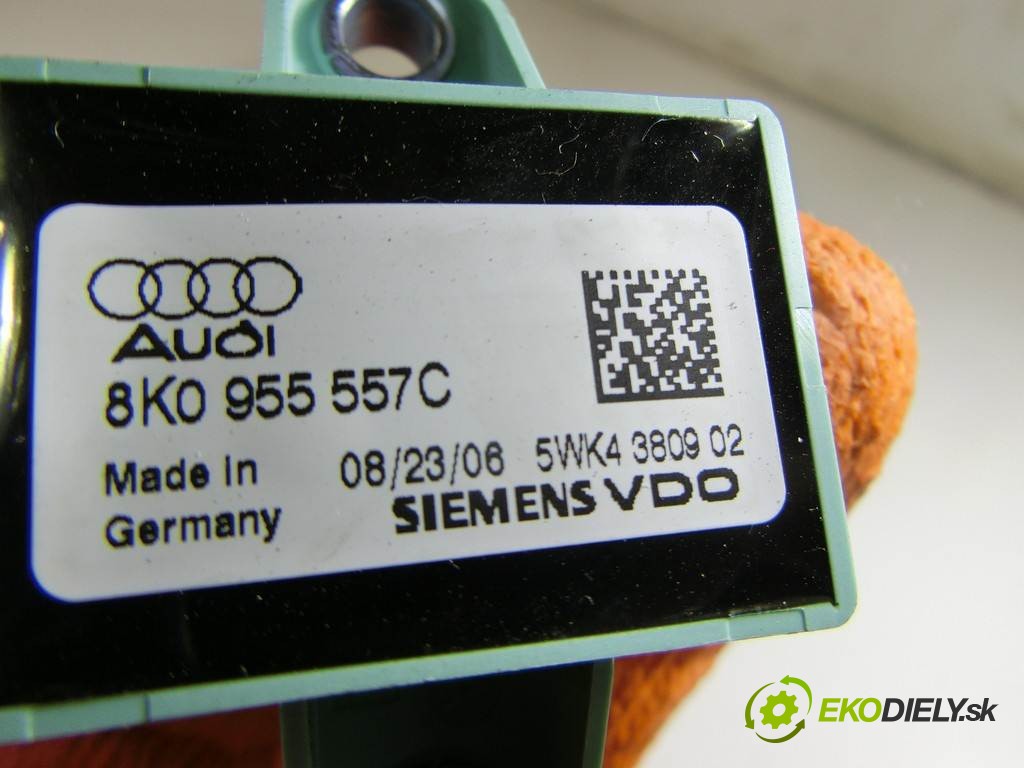 AUDI
8K0 955 557C
Made in
Germany
08/23/06 5WK4 3809 02
SIEMENS VDO
EKODIELY.sk